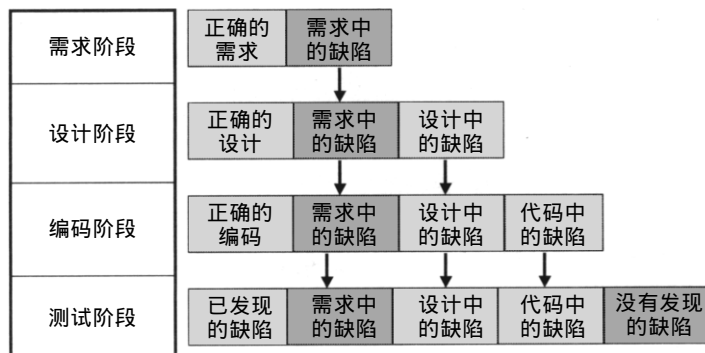 需求阶段
正确的
需求
需求中
的缺陷
设计阶段
正确的
设计
需求中
的缺陷
设计中
的缺陷
编码阶段
正确的
编码
需求中
的缺陷
设计中
的缺陷
代码中
的缺陷
测试阶段
已发现
的缺陷
需求中
的缺陷
设计中
的缺陷
代码中
的缺陷
没有发现
的缺陷